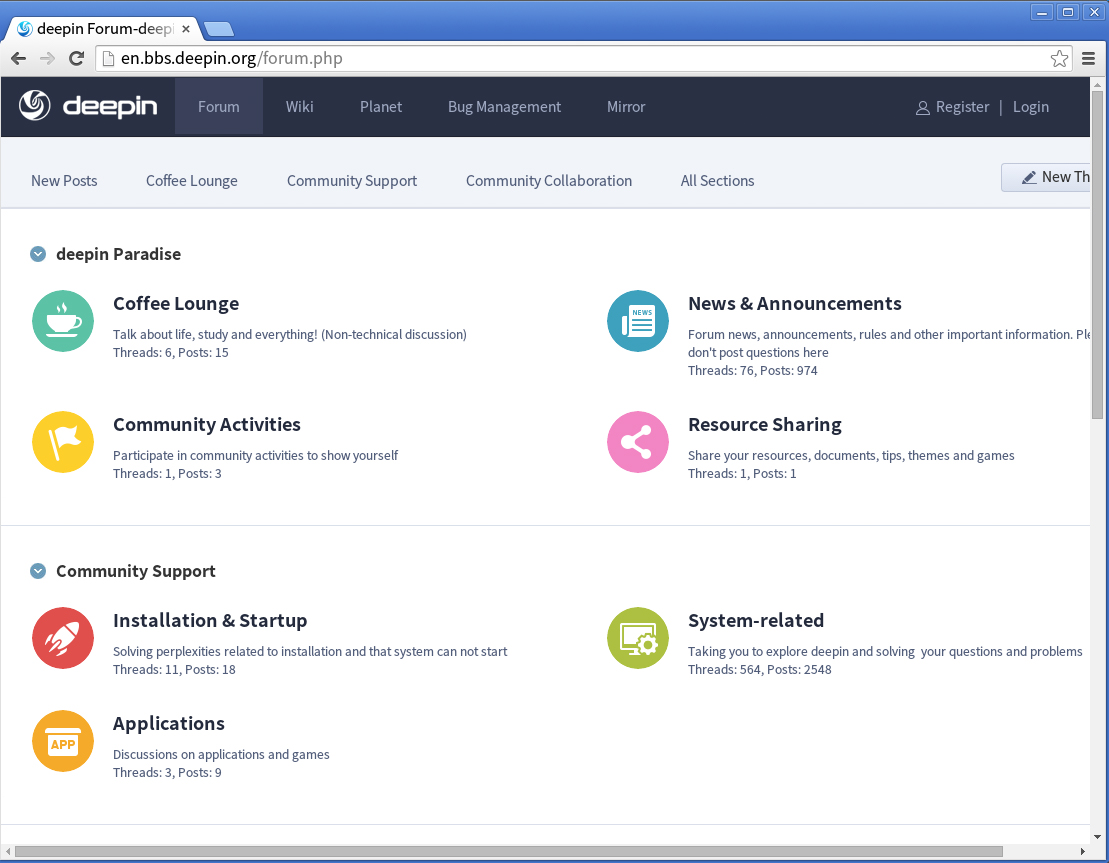 deepin Forum-deepi
en.bbs.deepin.org/forum.php
deepin
Forum
Wiki
Planet
Bug Management
Mirror
Register | Login
New Posts
Coffee Lounge
Community Support
Community Collaboration
All Sections
New Th
deepin Paradise
Coffee Lounge
Talk about life, study and everything! (Non-technical discussion)
Threads: 6, Posts: 15
NEWS
News & Announcements
Forum news, announcements, rules and other important information. Ple
don't post questions here
Threads: 76, Posts: 974
Community Activities
Participate in community activities to show yourself
Threads: 1, Posts: 3
Resource Sharing
Share your resources, documents, tips, themes and games
Threads: 1, Posts: 1
Community Support
Installation & Startup
Solving perplexities related to installation and that system can not start
Threads: 11, Posts: 18
System-related
Taking you to explore deepin and solving  your questions and problems
Threads: 564, Posts: 2548
APP
Applications
Discussions on applications and games
Threads: 3, Posts: 9